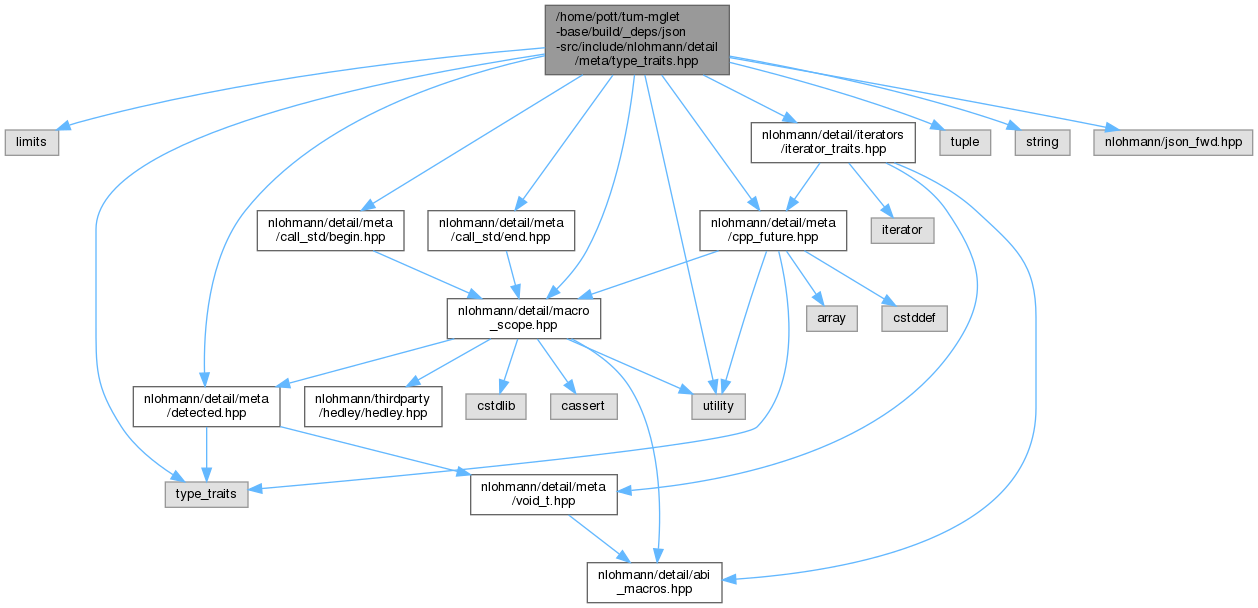 /home/pott/tum-mglet
-base/build/_deps/json
-src/include/nlohmann/detail
/meta/type_traits.hpp
limits
nlohmann/detail/iterators
/iterator_traits.hpp
tuple
string
nlohmann/json_fwd.hpp
nlohmann/detail/meta
/call_std/begin.hpp
nlohmann/detail/meta
/call_std/end.hpp
nlohmann/detail/meta
/cpp_future.hpp
iterator
nlohmann/detail/macro
_scope.hpp
array
cstddef
nlohmann/detail/meta
/detected.hpp
nlohmann/thirdparty
/hedley/hedley.hpp
cstdlib
cassert
utility
type_traits
nlohmann/detail/meta
/void_t.hpp
nlohmann/detail/abi
_macros.hpp